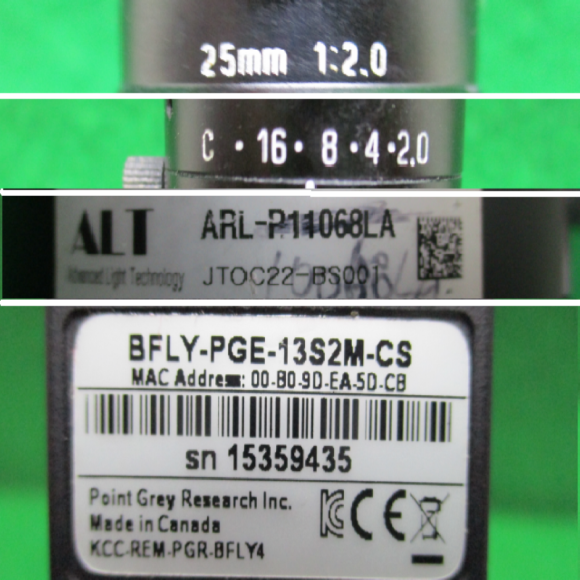 25mm 1:2.0
C · 16 · 8 · 4 · 2.0
ALT
Advanced Light Technology
ARL-P11068LA
JTOC22-BS001
BFLY-PGE-13S2M-CS
MAC Address: 00-B0-9D-EA-5D-CB
sn 15359435
Point Grey Research Inc.
Made in Canada
KCC-REM-PGR-BFLY4